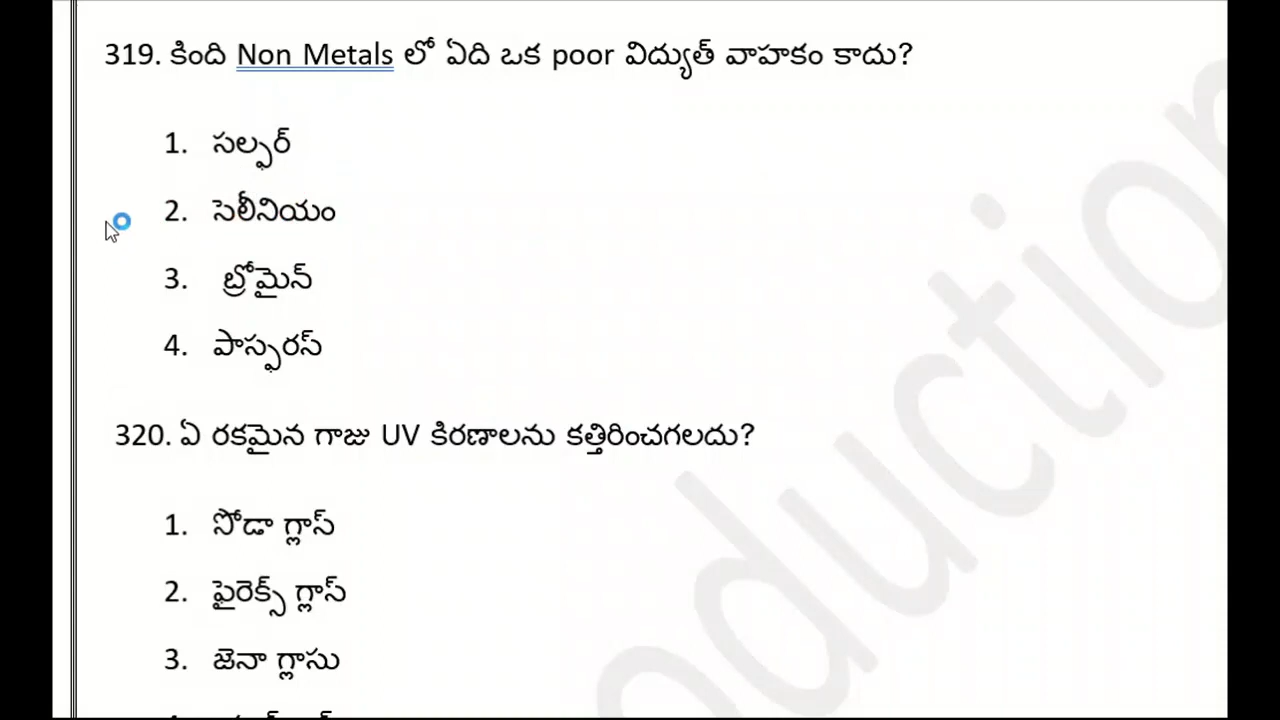 319. కింది Non Metals లో ఏది ఒక poor విద్యుత్ వాహకం కాదు?
1. సల్ఫర్
2. సెలీనియం
3. బ్రోమైన్
4. పాస్ఫరస్
320. ఏ రకమైన గాజు UV కిరణాలను కత్తిరించగలదు?
1. సోడా గ్లాస్
2. ఫైరెక్స్ గ్లాస్
3. జెనా గ్లాసు